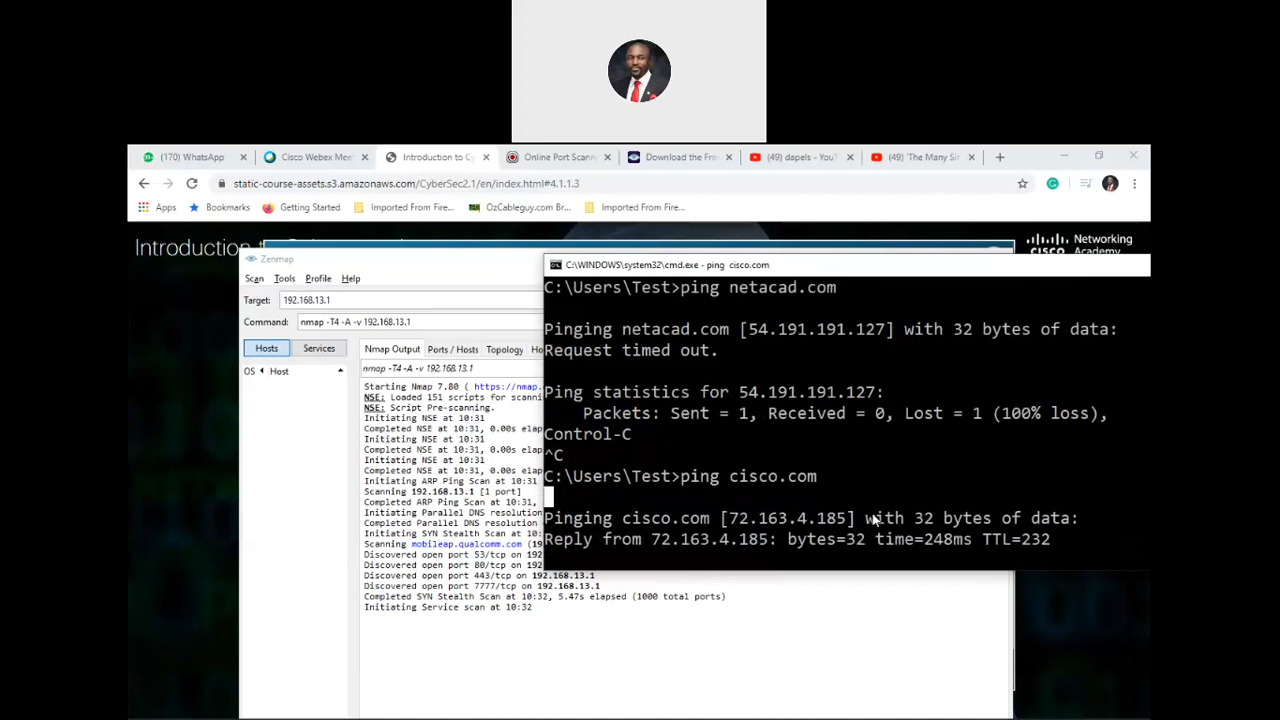 (170) WhatsApp
Cisco Webex Mee
Introduction to Cy
Online Port Scann
Download the Fre
(49) dapels - YouT
(49) 'The Many Si
static-course-assets.s3.amazonaws.com/CyberSec2.1/en/index.html#4.1.1.3
Apps
Bookmarks
Getting Started
Imported From Fire...
OzCableguy.com Br...
Imported From Fire...
Introduction
Networking
CISCO Academy
Zenmap
Scan Tools Profile Help
Target: 192.168.13.1
Command: nmap -T4 -A -v 192.168.13.1
Hosts Services
OS Host
Nmap Output Ports / Hosts Topology Ho
nmap -T4 -A -v 192.168.13.1
Starting Nmap 7.80 ( https://nmap.
NSE: Loaded 151 scripts for scanni
NSE: Script Pre-scanning.
Initiating NSE at 10:31
Completed NSE at 10:31, 0.00s elap
Initiating NSE at 10:31
Completed NSE at 10:31, 0.00s elap
Initiating NSE at 10:31
Completed NSE at 10:31, 0.00s elap
Initiating ARP Ping Scan at 10:31
Scanning 192.168.13.1 [1 port]
Completed ARP Ping Scan at 10:31,
Initiating Parallel DNS resolution
Completed Parallel DNS resolution
Initiating SYN Stealth Scan at 10:
Scanning mobileap.qualcomm.com (19
Discovered open port 53/tcp on 192
Discovered open port 80/tcp on 192
Discovered open port 443/tcp on 192.168.13.1
Discovered open port 7777/tcp on 192.168.13.1
Completed SYN Stealth Scan at 10:32, 5.47s elapsed (1000 total ports)
Initiating Service scan at 10:32
C:\WINDOWS\system32\cmd.exe - ping cisco.com
C:\Users\Test>ping netacad.com
Pinging netacad.com [54.191.191.127] with 32 bytes of data:
Request timed out.
Ping statistics for 54.191.191.127:
Packets: Sent = 1, Received = 0, Lost = 1 (100% loss),
Control-C
^C
C:\Users\Test>ping cisco.com
Pinging cisco.com [72.163.4.185] with 32 bytes of data:
Reply from 72.163.4.185: bytes=32 time=248ms TTL=232